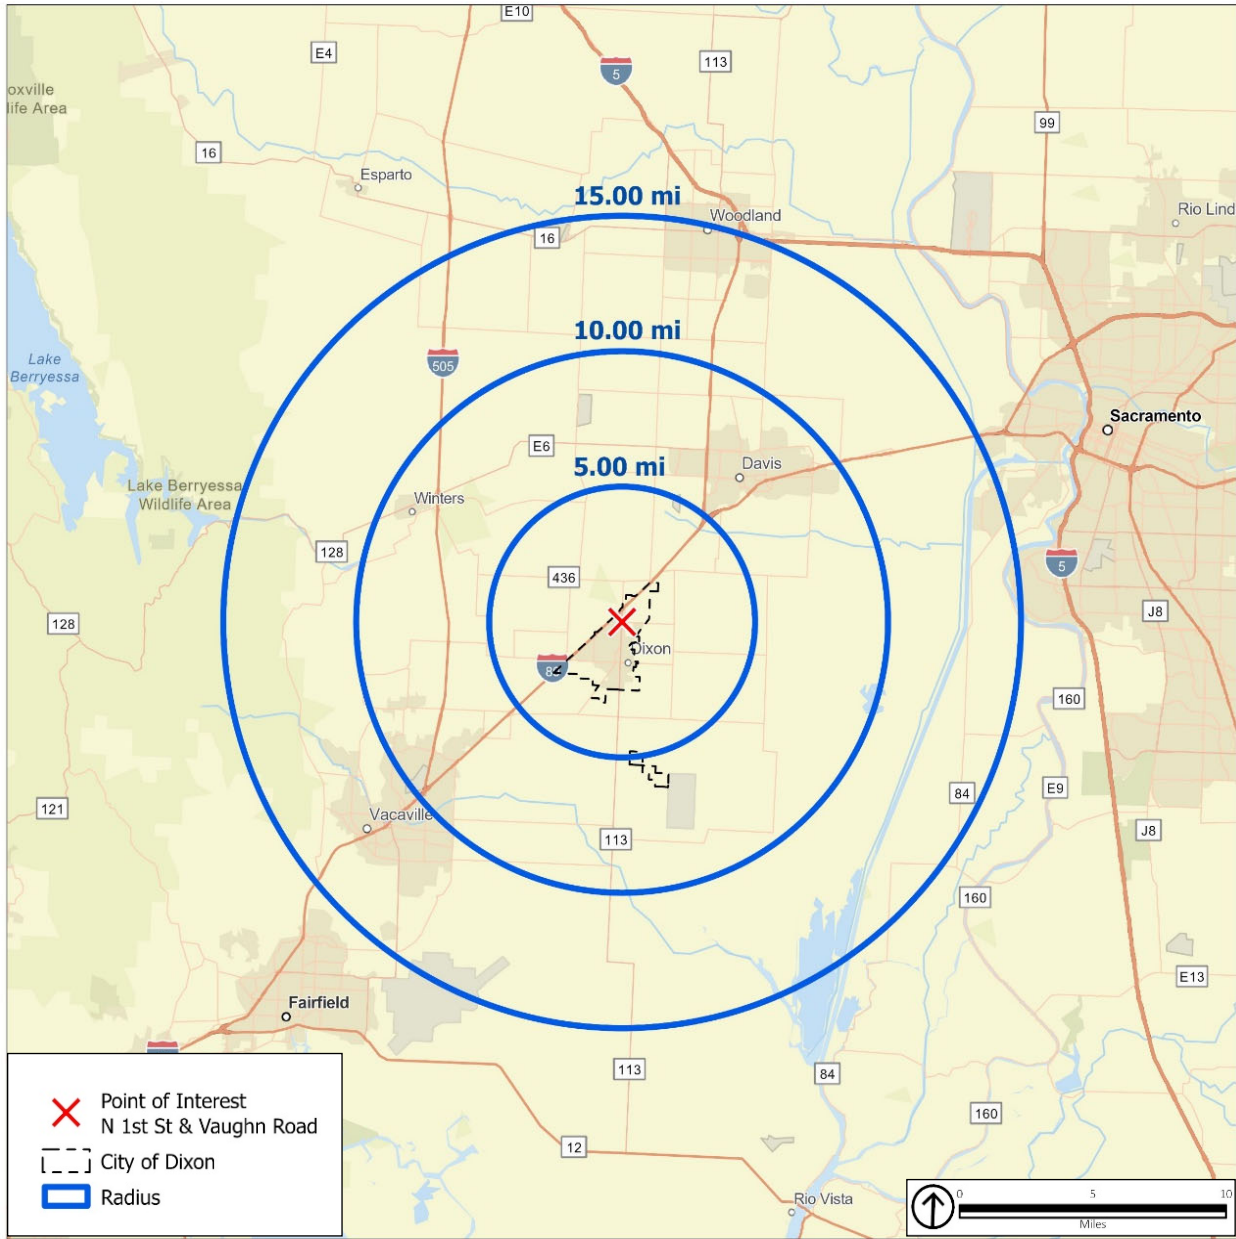 E10
E4
5
113
oxville
life Area
99
16
Esparto
15.00 mi
Woodland
Rio Lind
16
10.00 mi
Lake
Berryessa
505
Sacramento
E6
5.00 mi
Davis
Lake Berryessa
Wildlife Area
Winters
128
436
5
128
J8
Dixon
160
84
E9
121
Vacaville
113
J8
160
E13
Fairfield
113
84
160
12
Rio Vista
Point of Interest
N 1st St & Vaughn Road
City of Dixon
Radius
0 5 10
Miles